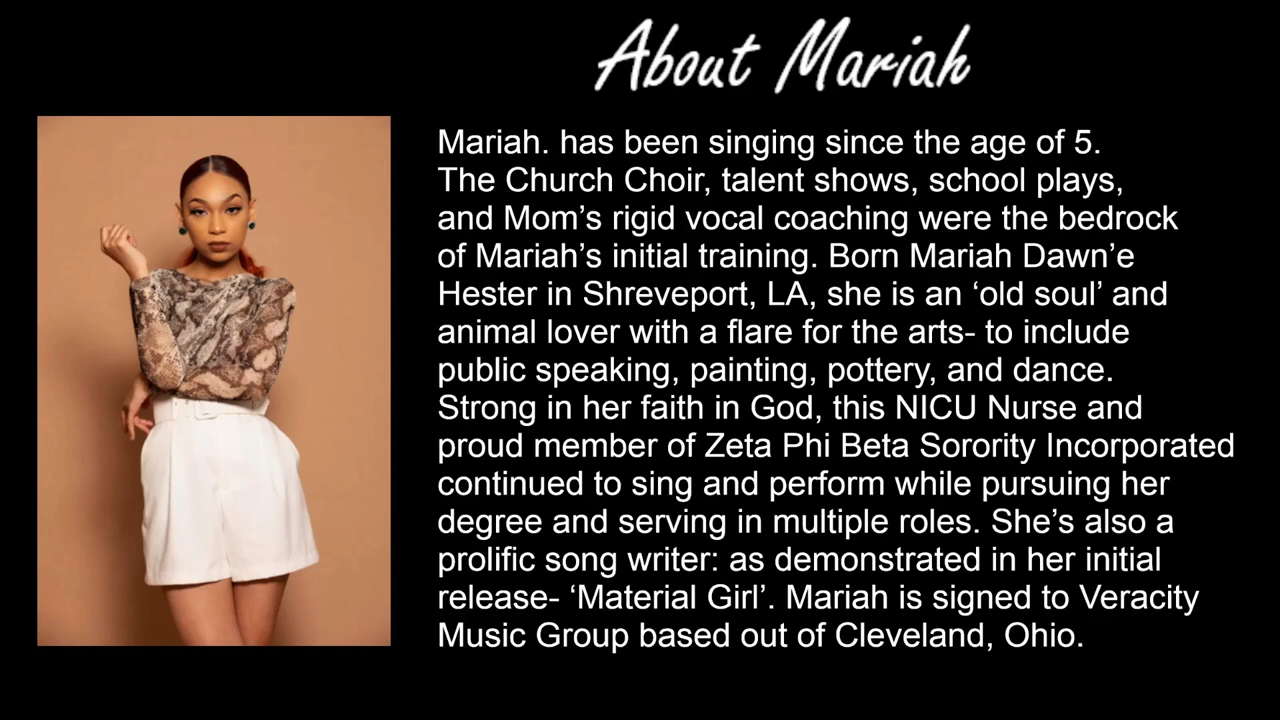 About Mariah
Mariah. has been singing since the age of 5.
The Church Choir, talent shows, school plays,
and Mom’s rigid vocal coaching were the bedrock
of Mariah’s initial training. Born Mariah Dawn’e
Hester in Shreveport, LA, she is an ‘old soul’ and
animal lover with a flare for the arts- to include
public speaking, painting, pottery, and dance.
Strong in her faith in God, this NICU Nurse and
proud member of Zeta Phi Beta Sorority Incorporated
continued to sing and perform while pursuing her
degree and serving in multiple roles. She’s also a
prolific song writer: as demonstrated in her initial
release- ‘Material Girl’. Mariah is signed to Veracity
Music Group based out of Cleveland, Ohio.